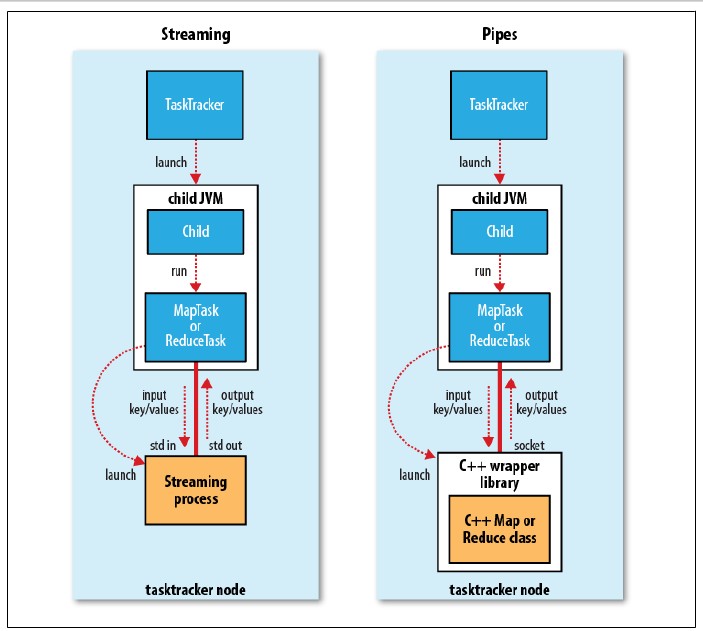 Streaming
TaskTracker
launch
child JVM
Child
run
MapTask
or
ReduceTask
input
key/values
output
key/values
std in
std out
launch
Streaming
process
tasktracker node
Pipes
TaskTracker
launch
child JVM
Child
run
MapTask
or
ReduceTask
input
key/values
output
key/values
socket
launch
C++ wrapper
library
C++ Map or
Reduce class
tasktracker node